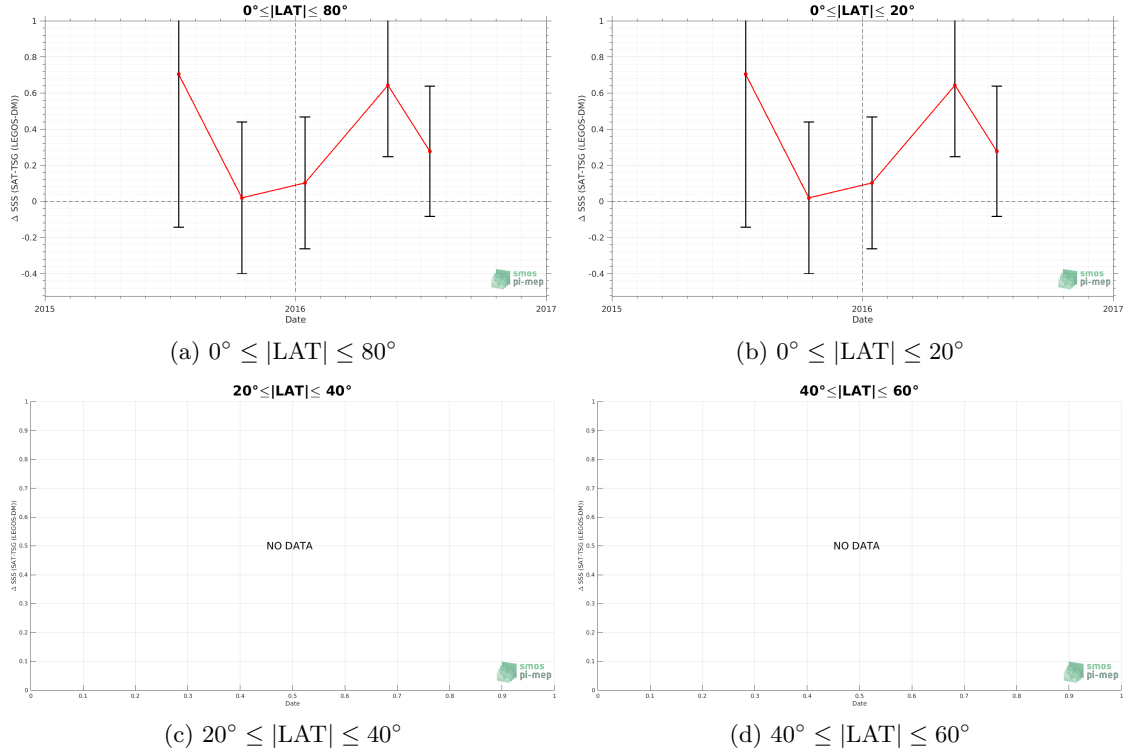 0°≤|LAT|≤ 80°
Δ SSS (SAT-TSG (LEGOS-DM))
1
0.8
0.6
0.4
0.2
0
-0.2
-0.4
smos
pi-mep
2015
2016
2017
Date
(a) 0° ≤ |LAT| ≤ 80°
0°≤|LAT|≤ 20°
Δ SSS (SAT-TSG (LEGOS-DM))
1
0.8
0.6
0.4
0.2
0
-0.2
-0.4
smos
pi-mep
2015
2016
2017
Date
(b) 0° ≤ |LAT| ≤ 20°
20°≤|LAT|≤ 40°
Δ SSS (SAT-TSG (LEGOS-DM))
1
0.9
0.8
0.7
0.6
0.5
0.4
0.3
0.2
0.1
0
NO DATA
smos
pi-mep
0 0.1 0.2 0.3 0.4 0.5 0.6 0.7 0.8 0.9 1
Date
(c) 20° ≤ |LAT| ≤ 40°
40°≤|LAT|≤ 60°
Δ SSS (SAT-TSG (LEGOS-DM))
1
0.9
0.8
0.7
0.6
0.5
0.4
0.3
0.2
0.1
0
NO DATA
smos
pi-mep
0 0.1 0.2 0.3 0.4 0.5 0.6 0.7 0.8 0.9 1
Date
(d) 40° ≤ |LAT| ≤ 60°